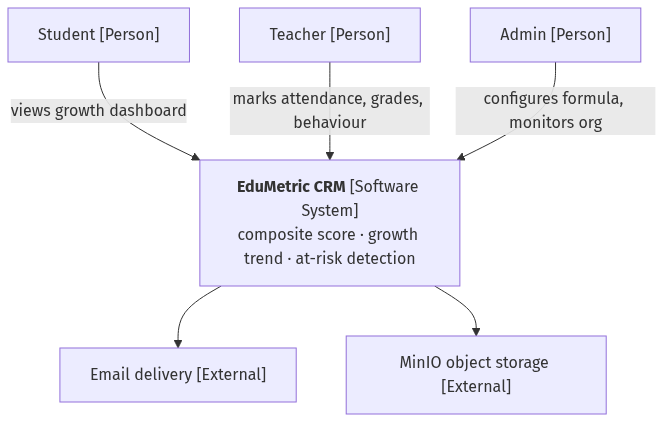 Student [Person]
Teacher [Person]
Admin [Person]
views growth dashboard
marks attendance, grades,
behaviour
configures formula,
monitors org
EduMetric CRM [Software
System]
composite score · growth
trend · at-risk detection
Email delivery [External]
MinIO object storage
[External]